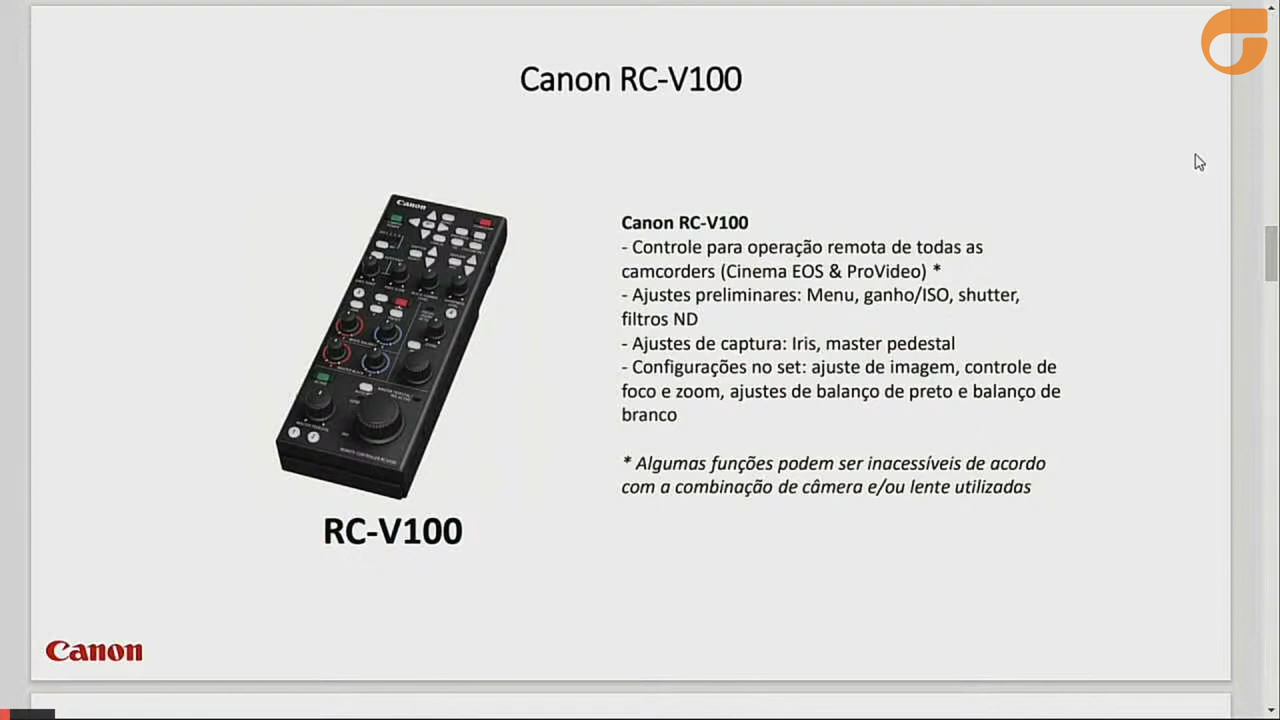 Canon RC-V100
Canon
Canon RC-V100
- Controle para operação remota de todas as
camcorders (Cinema EOS & ProVideo) *
- Ajustes preliminares: Menu, ganho/ISO, shutter,
filtros ND
- Ajustes de captura: Iris, master pedestal
- Configurações no set: ajuste de imagem, controle de
foco e zoom, ajustes de balanço de preto e balanço de
branco
* Algumas funções podem ser inacessíveis de acordo
com a combinação de câmera e/ou lente utilizadas
RC-V100
Canon